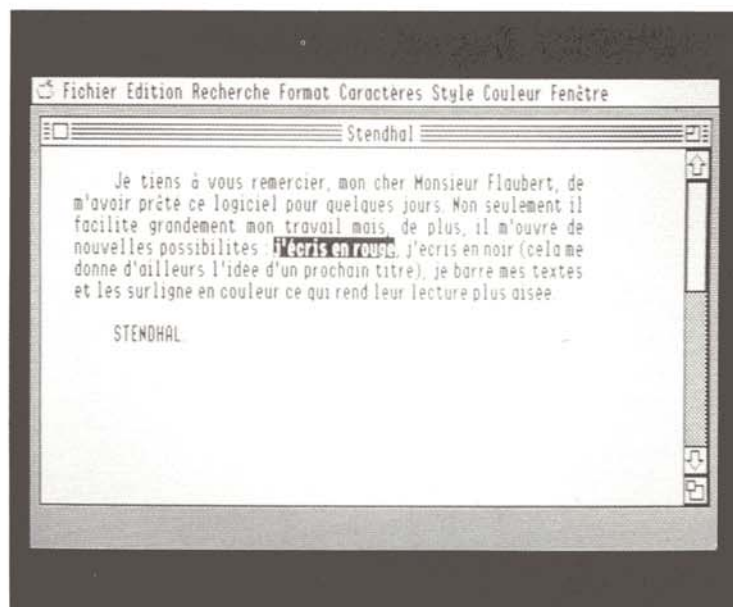 Fichier Edition Recherche Format Caractères Style Couleur Fenêtre
Stendhal
Je tiens à vous remercier, mon cher Monsieur Flaubert, de
m'avoir prêté ce logiciel pour quelques jours. Non seulement il
facilite grandement mon travail mais, de plus, il m'ouvre de
nouvelles possibilites : j'écris en rouge, j'ecris en noir (cela me
donne d'ailleurs l'idee d'un prochain titre), je barre mes textes
et les surligne en couleur ce qui rend leur lecture plus aisée.
STENDHAL